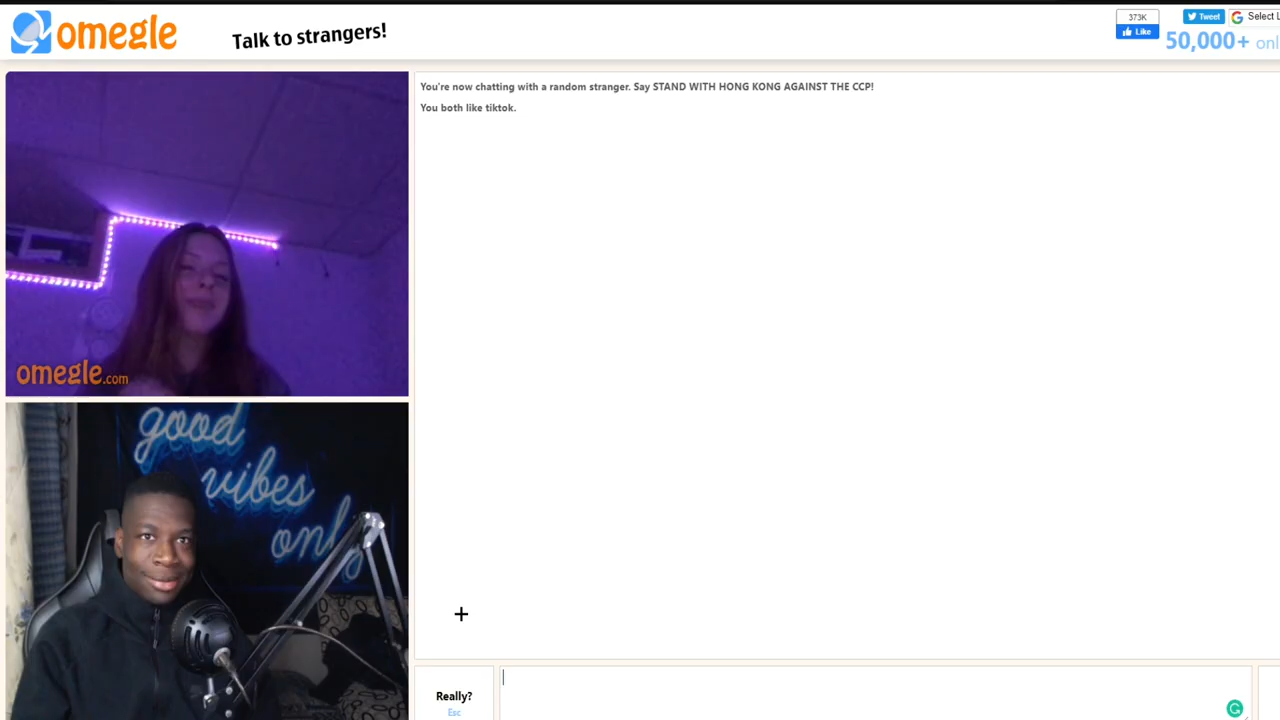 omegle
Talk to strangers!
373K
Like
Tweet
Select L
50,000+ onl
You're now chatting with a random stranger. Say STAND WITH HONG KONG AGAINST THE CCP!
You both like tiktok.
omegle.com
good
vibes
only
Really?
Esc